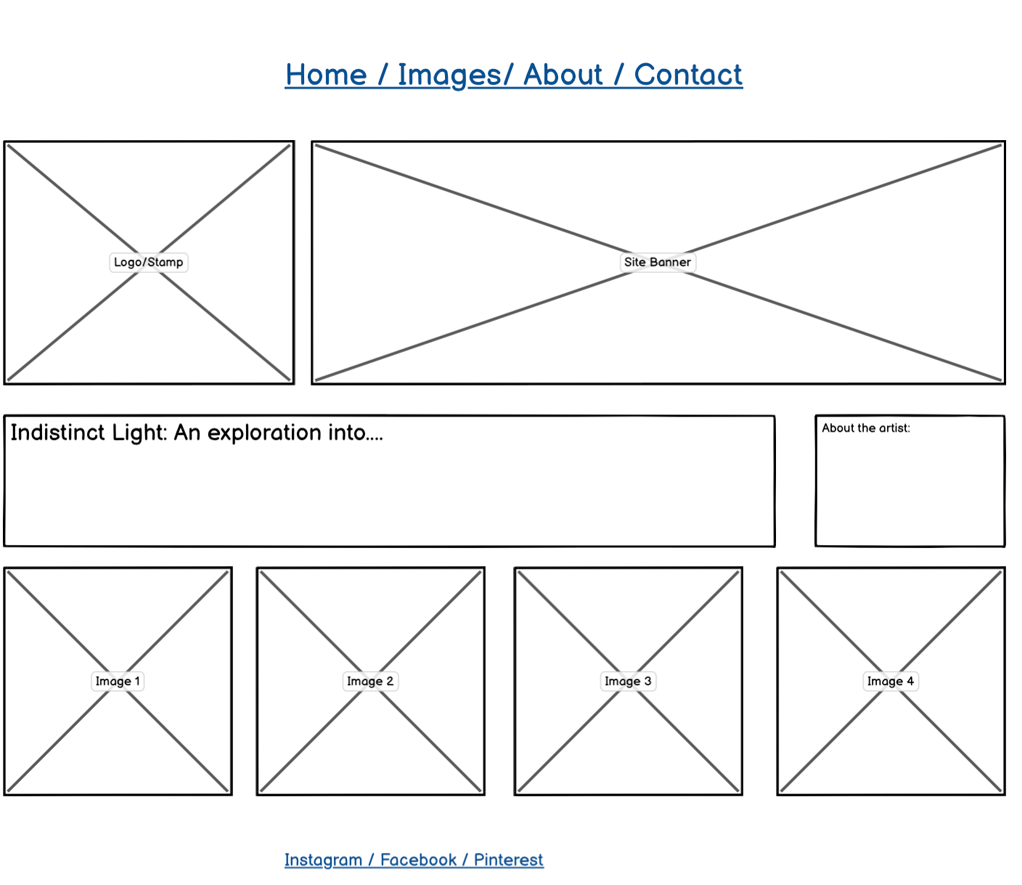 Home / Images/ About / Contact
Logo/Stamp
Site Banner
Indistinct Light: An exploration into....
About the artist:
Image 1
Image 2
Image 3
Image 4
Instagram / Facebook / Pinterest